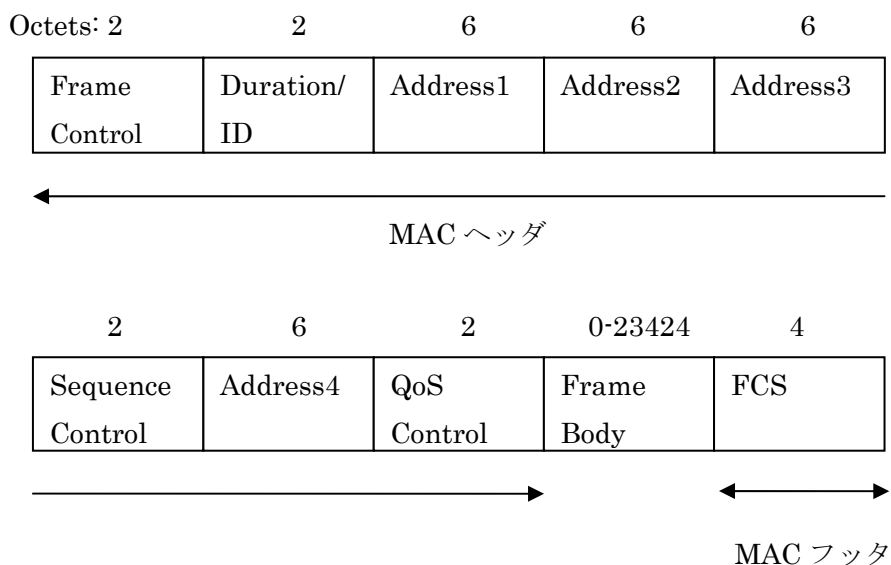 Octets: 2 2 6 6 6
Frame Control Duration/ ID Address1 Address2 Address3
MAC ヘッダ
2 6 2 0-23424 4
Sequence Control Address4 QoS Control Frame Body FCS
MAC フッタ